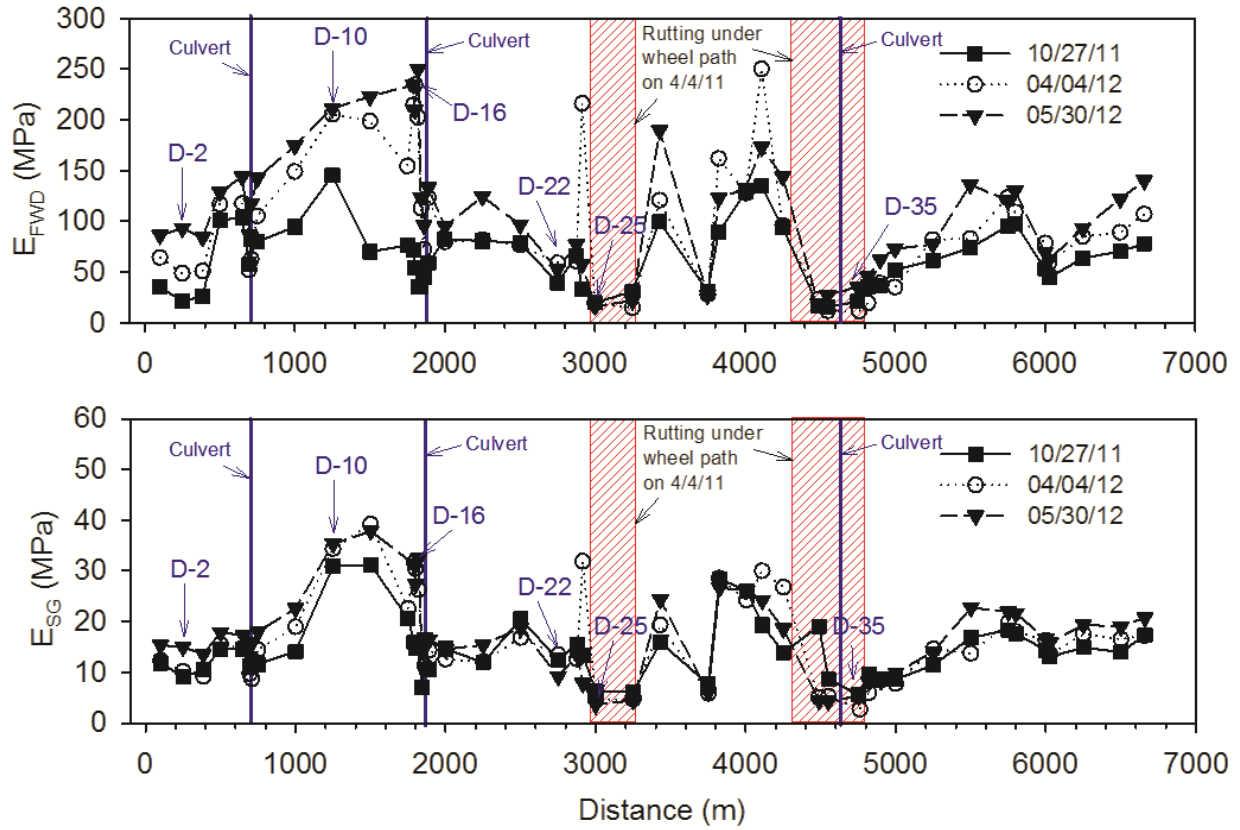 300
250
200
150
100
50
0
E_FWD (MPa)
Culvert
D-10
Culvert
Rutting under
wheel path
on 4/4/11
Culvert
10/27/11
04/04/12
05/30/12
D-16
D-2
D-22
D-25
D-35
0 1000 2000 3000 4000 5000 6000 7000
60
50
40
30
20
10
0
E_SG (MPa)
Culvert
D-10
Culvert
Rutting under
wheel path
on 4/4/11
Culvert
10/27/11
04/04/12
05/30/12
D-16
D-2
D-22
D-25
D-35
0 1000 2000 3000 4000 5000 6000 7000
Distance (m)